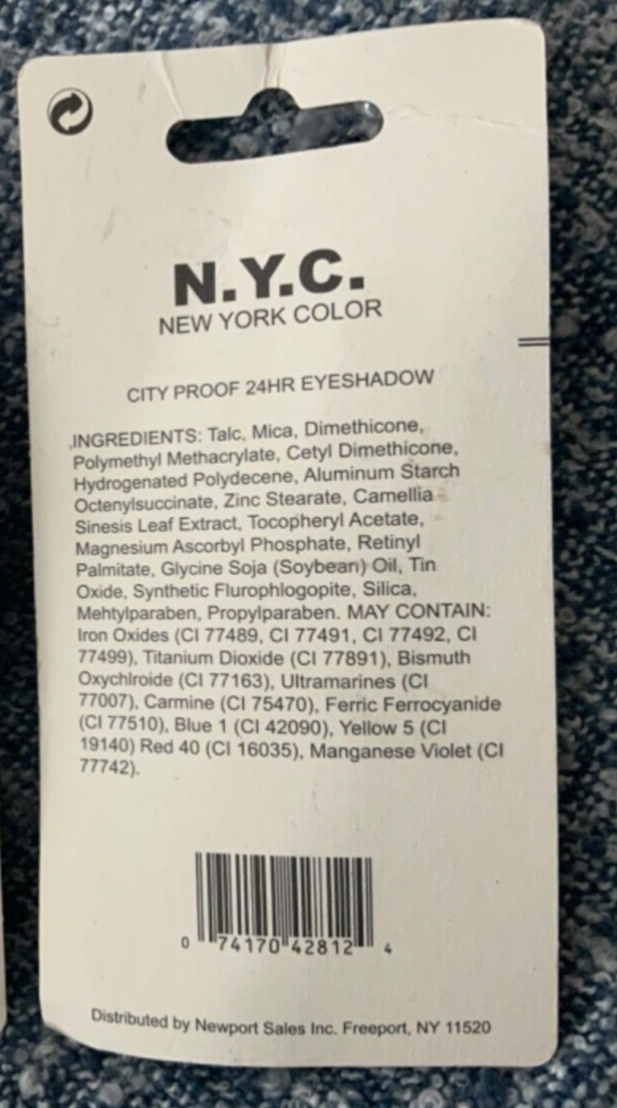 N.Y.C.
NEW YORK COLOR
CITY PROOF 24HR EYESHADOW
INGREDIENTS: Talc, Mica, Dimethicone,
Polymethyl Methacrylate, Cetyl Dimethicone,
Hydrogenated Polydecene, Aluminum Starch
Octenylsuccinate, Zinc Stearate, Camellia
Sinesis Leaf Extract, Tocopheryl Acetate,
Magnesium Ascorbyl Phosphate, Retinyl
Palmitate, Glycine Soja (Soybean) Oil, Tin
Oxide, Synthetic Flurophlogopite, Silica,
Mehtylparaben, Propylparaben. MAY CONTAIN:
Iron Oxides (CI 77489, CI 77491, CI 77492, CI
77499), Titanium Dioxide (CI 77891), Bismuth
Oxychlroide (CI 77163), Ultramarines (CI
77007), Carmine (CI 75470), Ferric Ferrocyanide
(CI 77510), Blue 1 (CI 42090), Yellow 5 (CI
19140) Red 40 (CI 16035), Manganese Violet (CI
77742).
0 74170 42812 4
Distributed by Newport Sales Inc. Freeport, NY 11520